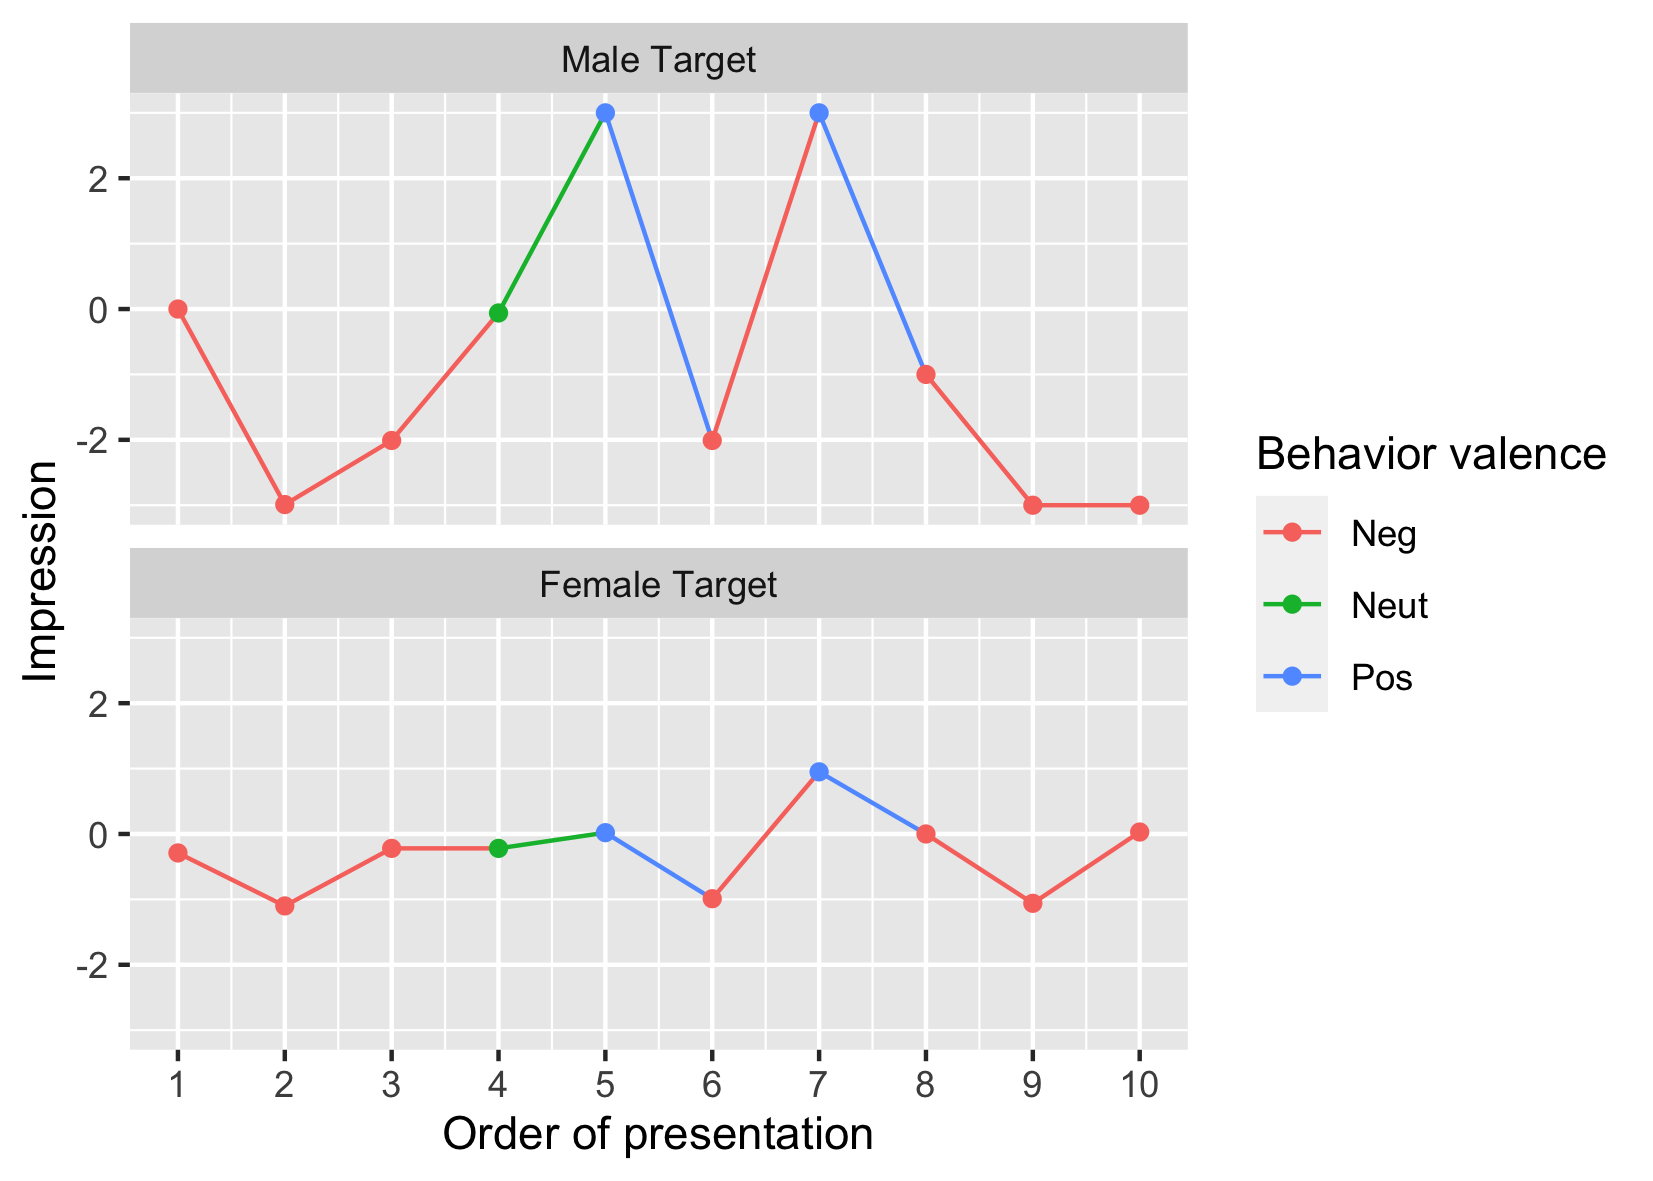 Male Target
2
0
-2
Impression
Female Target
2
0
-2
1 2 3 4 5 6 7 8 9 10
Order of presentation
Behavior valence
Neg
Neut
Pos